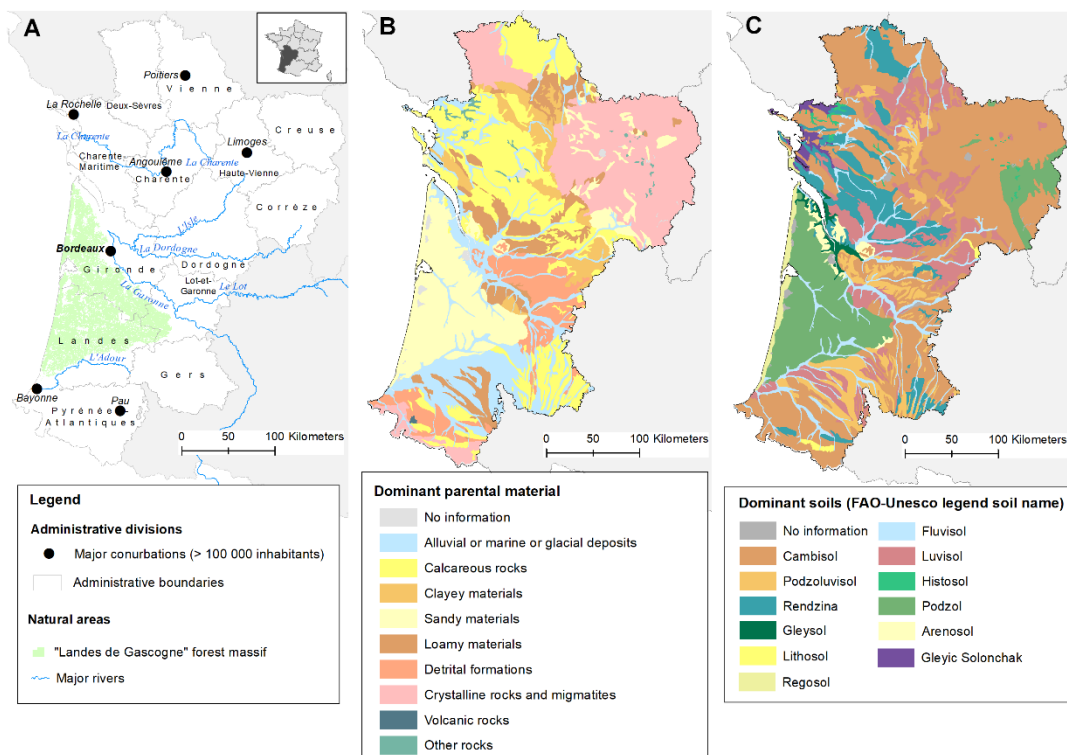 A
Poitiers
Vienne
La Rochelle
Deux-Sèvres
La Charente
Limoges
Creuse
Angoulême
La Charente
Charente-
Maritime
Charente
Haute-Vienne
L'Isle
Corrèze
Bordeaux
La Dordogne
Gironde
Dordogne
Lot-et-
Garonne
Le Lot
La Garonne
Landes
L'Adour
Gers
Bayonne
Pau
Pyrénée
Atlantiques
0 50 100 Kilometers
Legend
Administrative divisions
Major conurbations (> 100 000 inhabitants)
Administrative boundaries
Natural areas
"Landes de Gascogne" forest massif
Major rivers
B
0 50 100 Kilometers
Dominant parental material
No information
Alluvial or marine or glacial deposits
Calcareous rocks
Clayey materials
Sandy materials
Loamy materials
Detrital formations
Crystalline rocks and migmatites
Volcanic rocks
Other rocks
C
0 50 100 Kilometers
Dominant soils (FAO-Unesco legend soil name)
No information
Cambisol
Podzoluvisol
Rendzina
Gleysol
Lithosol
Regosol
Fluvisol
Luvisol
Histosol
Podzol
Arenosol
Gleyic Solonchak